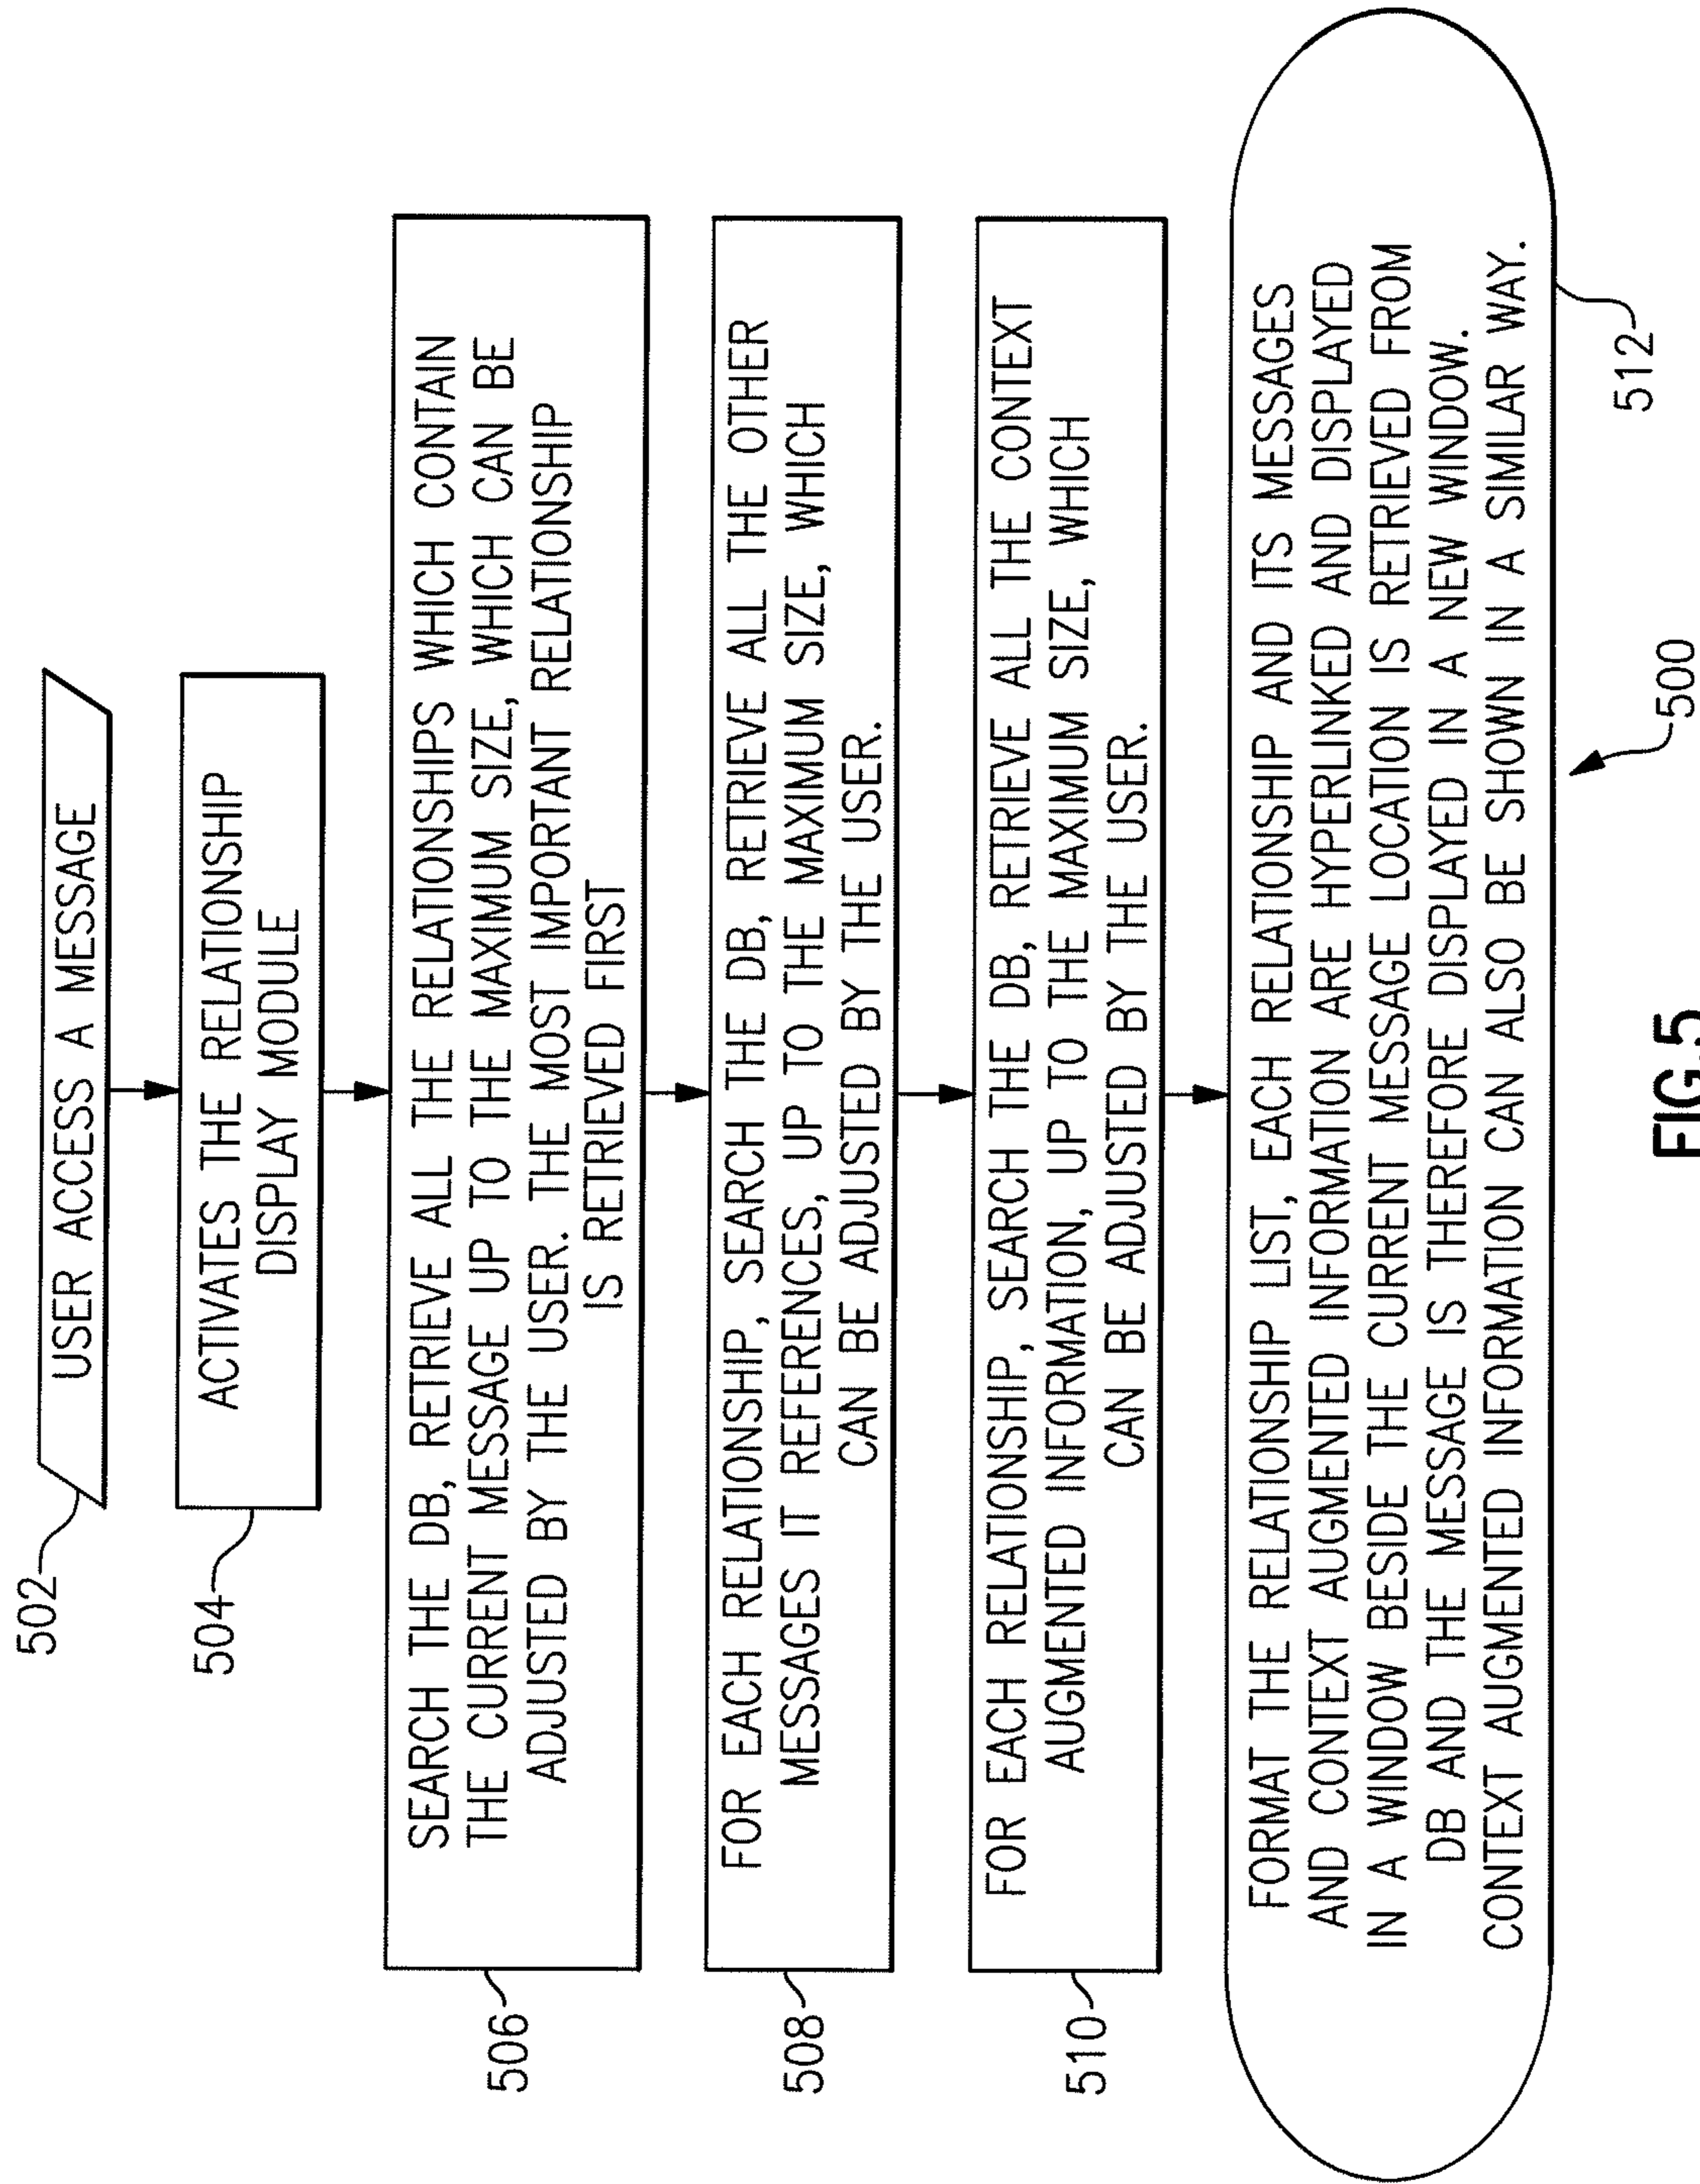 502
USER ACCESS A MESSAGE
504
ACTIVATES THE RELATIONSHIP
DISPLAY MODULE
506
SEARCH THE DB, RETRIEVE ALL THE RELATIONSHIPS WHICH CONTAIN
THE CURRENT MESSAGE UP TO THE MAXIMUM SIZE, WHICH CAN BE
ADJUSTED BY THE USER. THE MOST IMPORTANT RELATIONSHIP
IS RETRIEVED FIRST
508
FOR EACH RELATIONSHIP, SEARCH THE DB, RETRIEVE ALL THE OTHER
MESSAGES IT REFERENCES, UP TO THE MAXIMUM SIZE, WHICH
CAN BE ADJUSTED BY THE USER.
510
FOR EACH RELATIONSHIP, SEARCH THE DB, RETRIEVE ALL THE CONTEXT
AUGMENTED INFORMATION, UP TO THE MAXIMUM SIZE, WHICH
CAN BE ADJUSTED BY THE USER.
FORMAT THE RELATIONSHIP LIST, EACH RELATIONSHIP AND ITS MESSAGES
AND CONTEXT AUGMENTED INFORMATION ARE HYPERLINKED AND DISPLAYED
IN A WINDOW BESIDE THE CURRENT MESSAGE LOCATION IS RETRIEVED FROM
DB AND THE MESSAGE IS THEREFORE DISPLAYED IN A NEW WINDOW.
CONTEXT AUGMENTED INFORMATION CAN ALSO BE SHOWN IN A SIMILAR WAY.
512
500
FIG.5